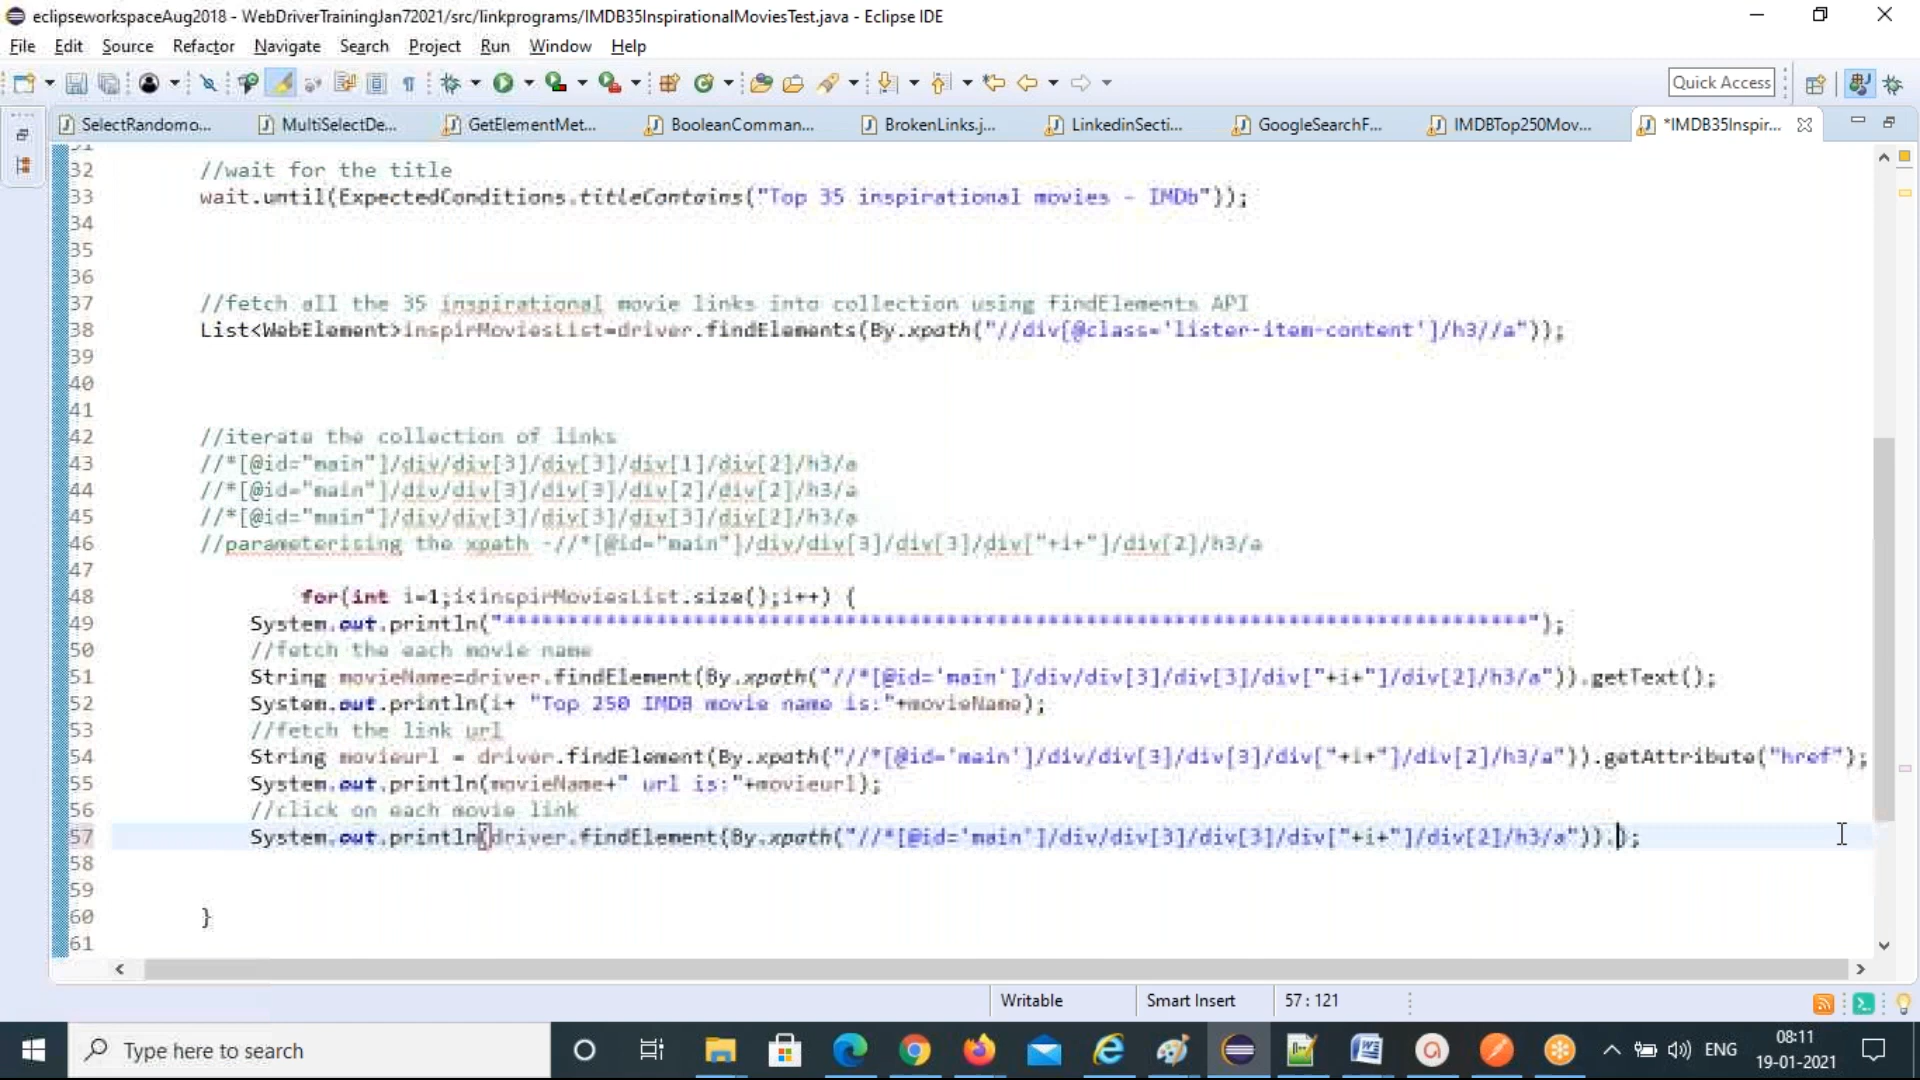 eclipseworkspaceAug2018 - WebDriverTrainingJan72021/src/linkprograms/IMDB35InspirationalMoviesTest.java - Eclipse IDE
File Edit Source Refactor Navigate Search Project Run Window Help
Quick Access
SelectRandomo... MultiSelectDe... GetElementMet... BooleanComman... BrokenLinks.j... LinkedinSecti... GoogleSearchF... IMDBTop250Mov... *IMDB35Inspir...
31
32 //wait for the title
33 wait.until(ExpectedConditions.titleContains("Top 35 inspirational movies - IMDb"));
34
35
36
37 //fetch all the 35 inspirational movie links into collection using findElements API
38 List<WebElement>inspirMoviesList=driver.findElements(By.xpath("//div[@class='lister-item-content']/h3//a"));
39
40
41
42 //iterate the collection of links
43 //*[@id="main"]/div/div[3]/div[3]/div[1]/div[2]/h3/a
44 //*[@id="main"]/div/div[3]/div[3]/div[2]/div[2]/h3/a
45 //*[@id="main"]/div/div[3]/div[3]/div[3]/div[2]/h3/a
46 //parameterising the xpath -//*[@id="main"]/div/div[3]/div[3]/div["+i+"]/div[2]/h3/a
47
48 for(int i=1;i<inspirMoviesList.size();i++) {
49 System.out.println("*********************************************************************************");
50 //fetch the each movie name
51 String movieName=driver.findElement(By.xpath("//*[@id='main']/div/div[3]/div[3]/div["+i+"]/div[2]/h3/a")).getText();
52 System.out.println(i+ "Top 250 IMDB movie name is:"+movieName);
53 //fetch the link url
54 String movieurl = driver.findElement(By.xpath("//*[@id='main']/div/div[3]/div[3]/div["+i+"]/div[2]/h3/a")).getAttribute("href");
55 System.out.println(movieName+" url is:"+movieurl);
56 //click on each movie link
57 System.out.println(driver.findElement(By.xpath("//*[@id='main']/div/div[3]/div[3]/div["+i+"]/div[2]/h3/a")).);
58
59
60 }
61
Writable Smart Insert 57 : 121
Type here to search
ENG 08:11
19-01-2021